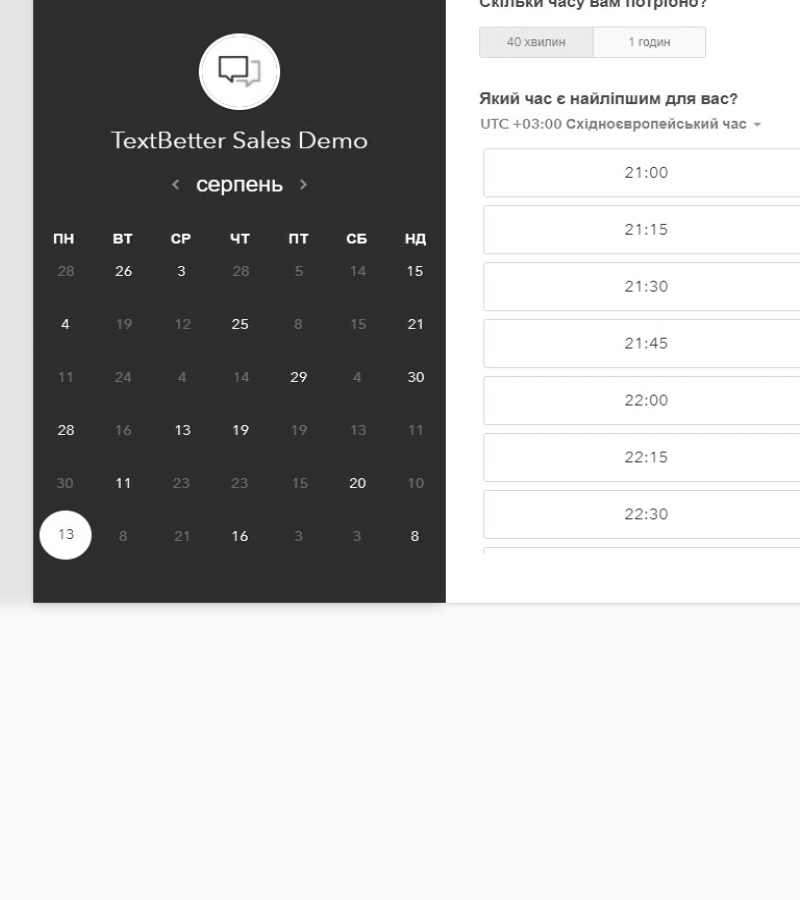 TextBetter Sales Demo
серпень
ПН ВТ СР ЧТ ПТ СБ НД
28 26 3 28 5 14 15
4 19 12 25 8 15 21
11 24 4 14 29 4 30
28 16 13 19 19 13 11
30 11 23 23 15 20 10
13 8 21 16 3 3 8
Скільки часу вам потрібно?
40 хвилин 1 годин
Який час є найліпшим для вас?
UTC +03:00 Східноєвропейський час
21:00
21:15
21:30
21:45
22:00
22:15
22:30